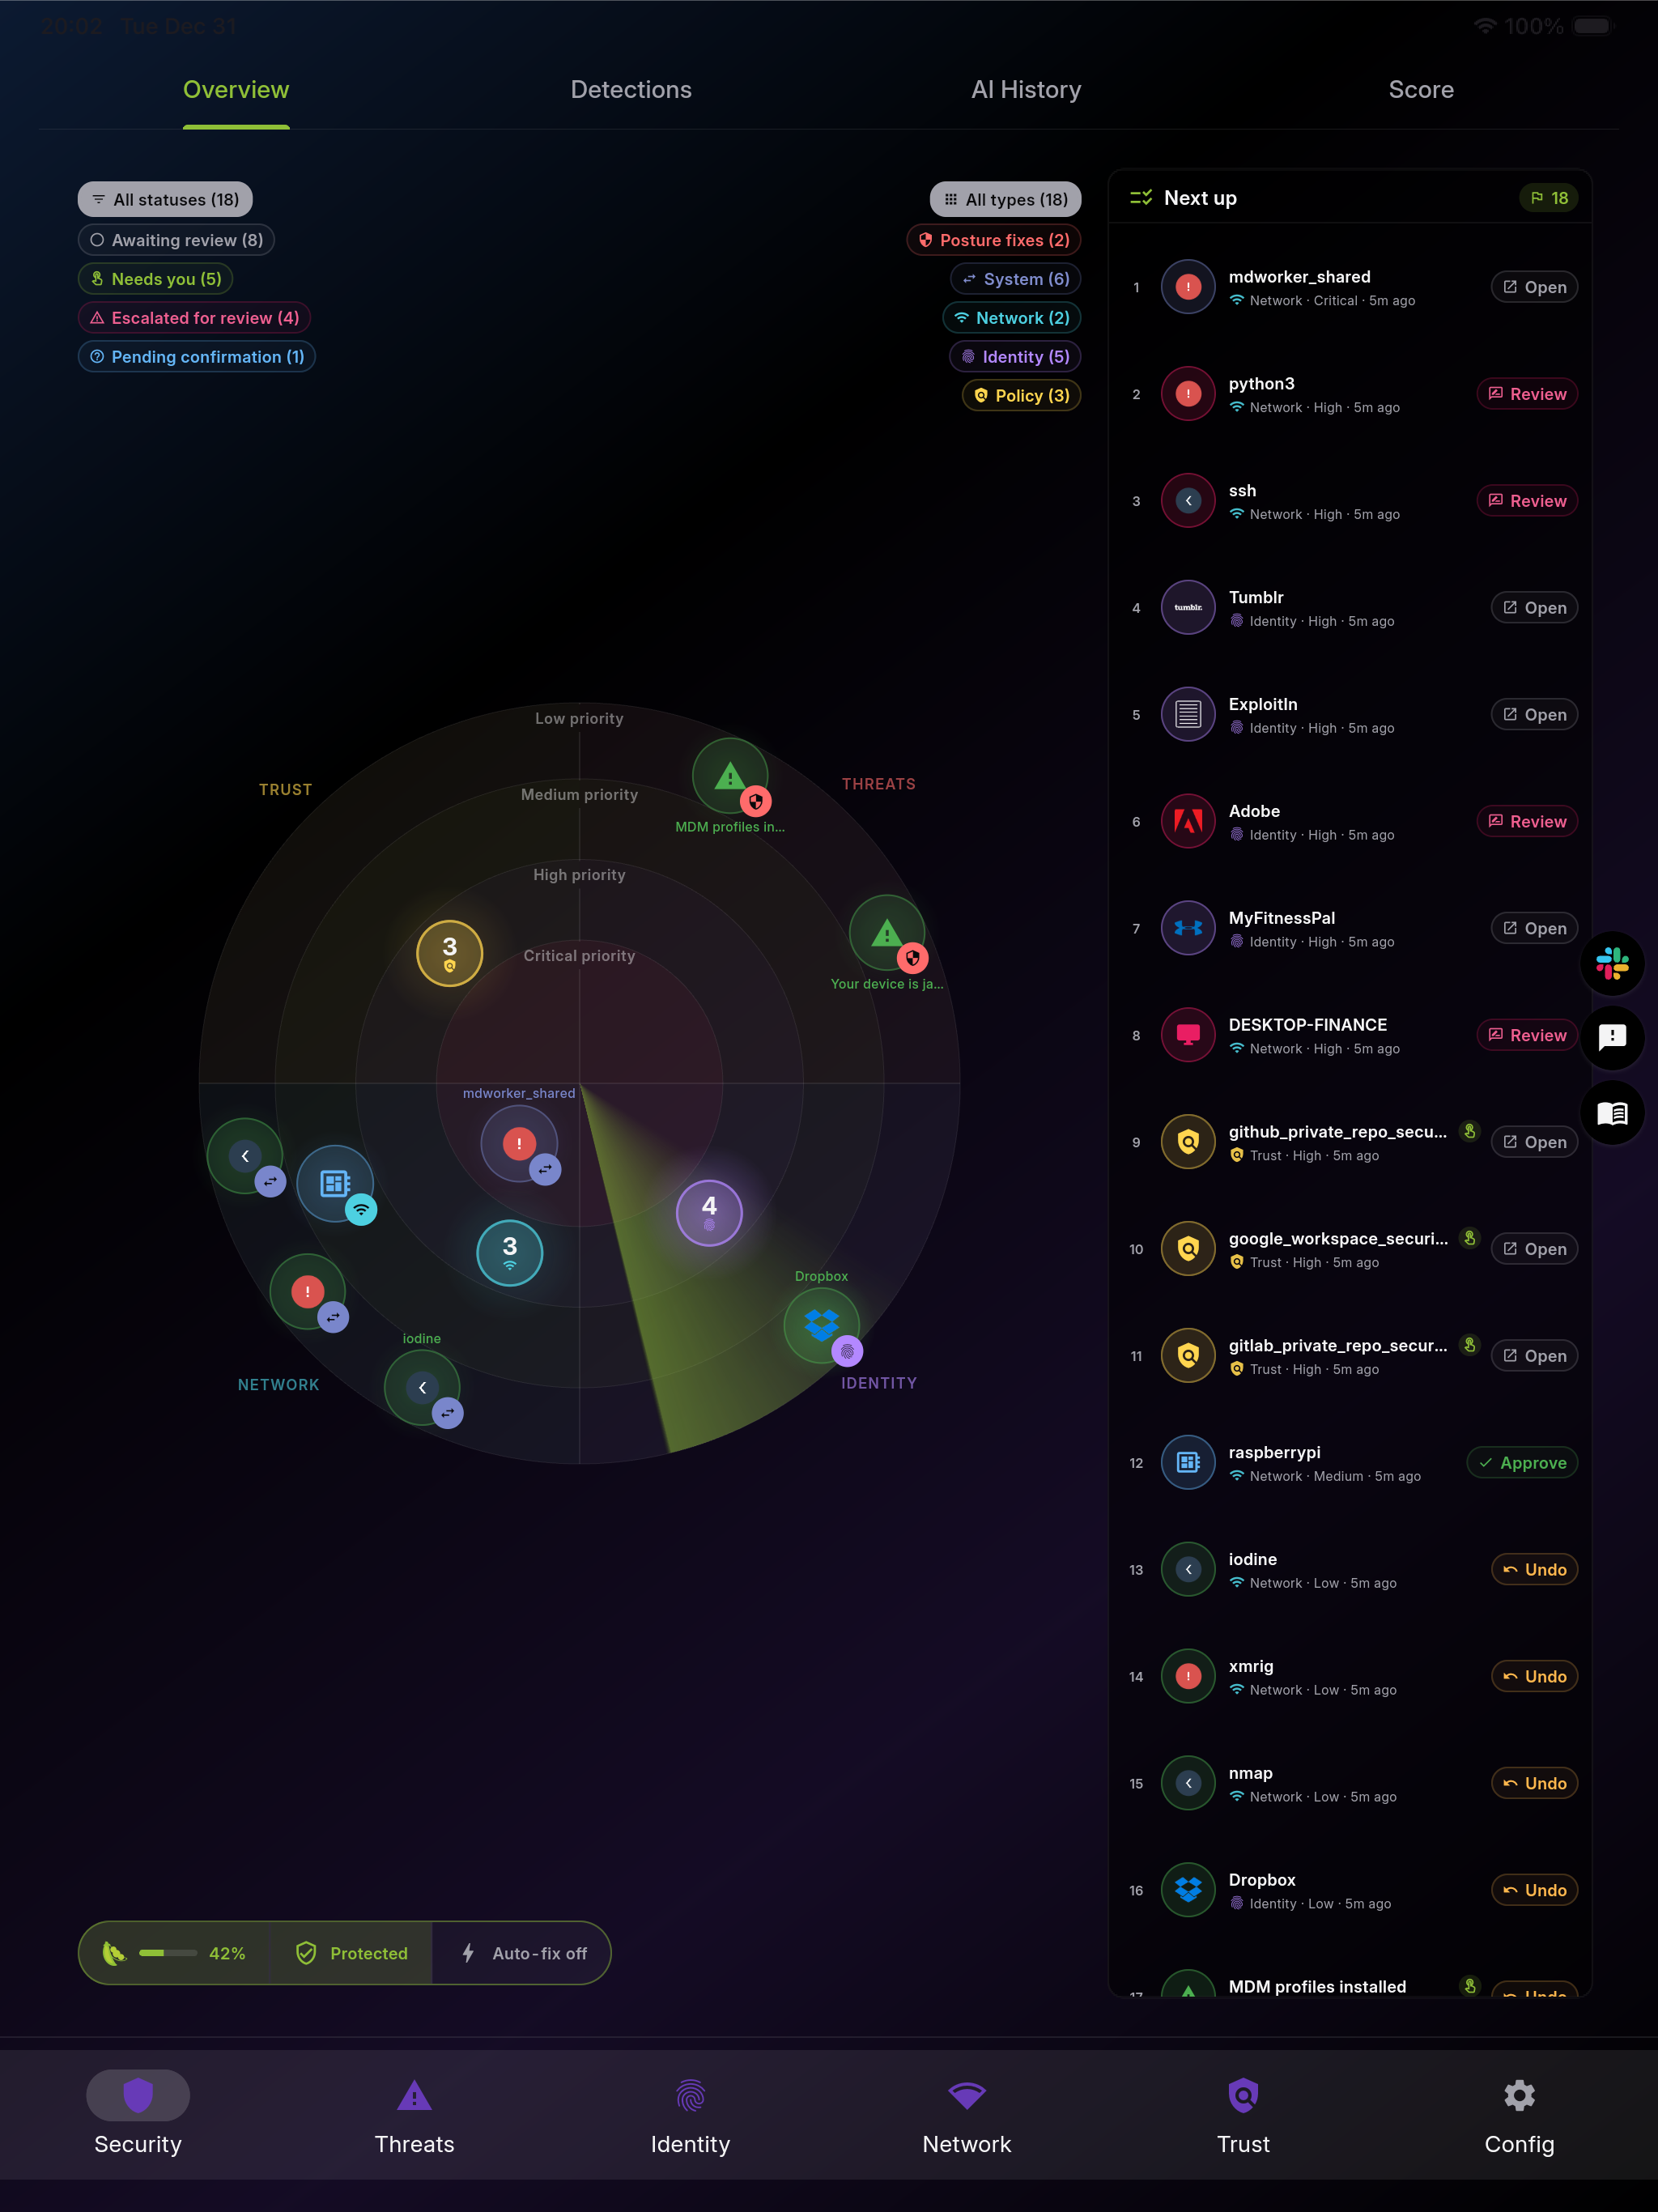 20:02 Tue Dec 31
100%
Overview
Detections
AI History
Score
All statuses (18)
Awaiting review (8)
Needs you (5)
Escalated for review (4)
Pending confirmation (1)
All types (18)
Posture fixes (2)
System (6)
Network (2)
Identity (5)
Policy (3)
Low priority
Medium priority
High priority
Critical priority
TRUST
THREATS
NETWORK
IDENTITY
MDM profiles in...
Your device is ja...
3
mdworker_shared
4
3
Dropbox
iodine
42%
Protected
Auto-fix off
Next up
18
1
mdworker_shared
Network · Critical · 5m ago
Open
2
python3
Network · High · 5m ago
Review
3
ssh
Network · High · 5m ago
Review
4
tumblr.
Tumblr
Identity · High · 5m ago
Open
5
ExploitIn
Identity · High · 5m ago
Open
6
Adobe
Identity · High · 5m ago
Review
7
MyFitnessPal
Identity · High · 5m ago
Open
8
DESKTOP-FINANCE
Network · High · 5m ago
Review
9
github_private_repo_secu...
Trust · High · 5m ago
Open
10
google_workspace_securi...
Trust · High · 5m ago
Open
11
gitlab_private_repo_secur...
Trust · High · 5m ago
Open
12
raspberrypi
Network · Medium · 5m ago
Approve
13
iodine
Network · Low · 5m ago
Undo
14
xmrig
Network · Low · 5m ago
Undo
15
nmap
Network · Low · 5m ago
Undo
16
Dropbox
Identity · Low · 5m ago
Undo
17
MDM profiles installed
Undo
Security
Threats
Identity
Network
Trust
Config